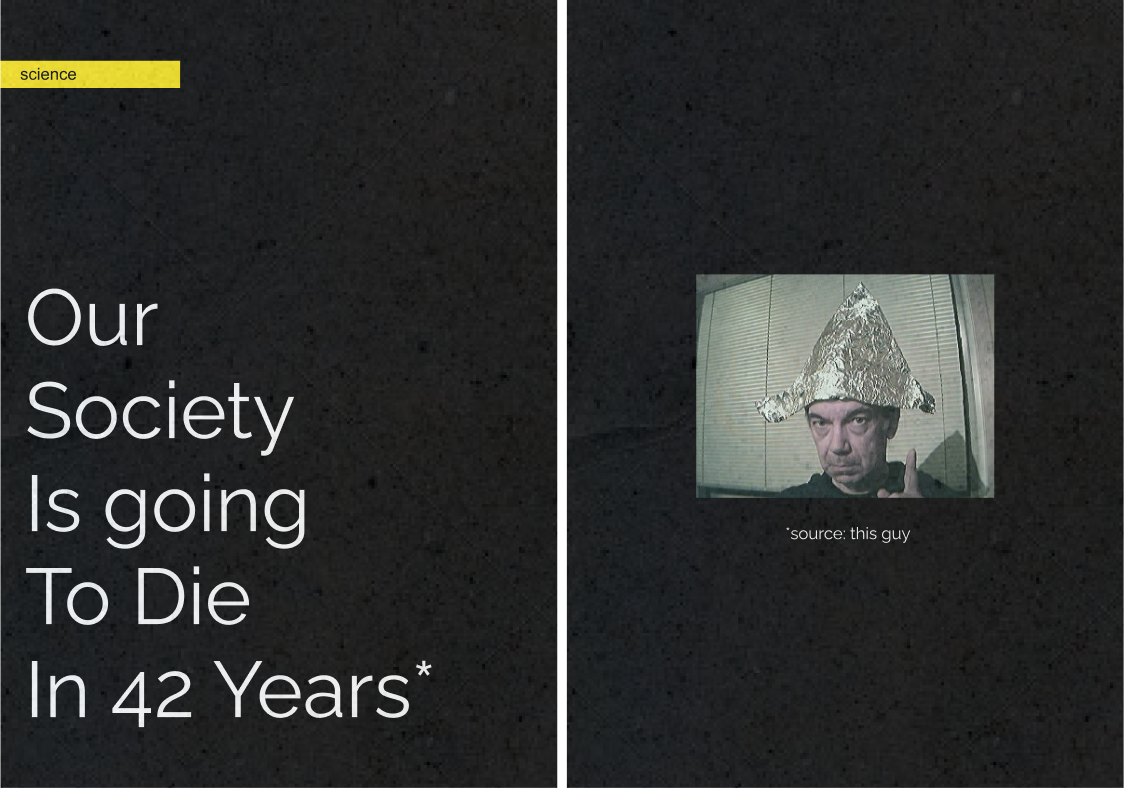 science
Our
Society
Is going
To Die
In 42 Years*
*source: this guy